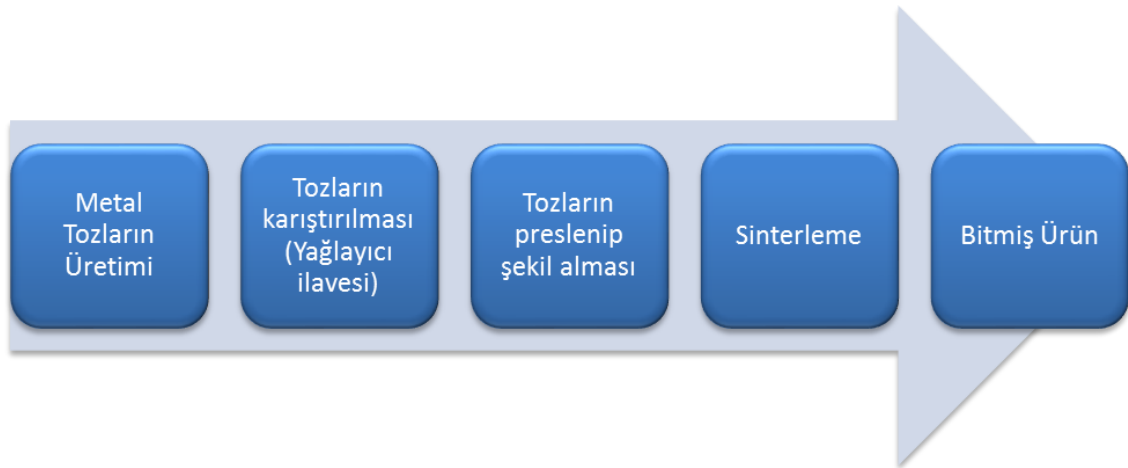 Metal
Tozların
Üretimi
Tozların
karıştırılması
(Yağlayıcı
ilavesi)
Tozların
preslenip
şekil alması
Sinterleme
Bitmiş Ürün